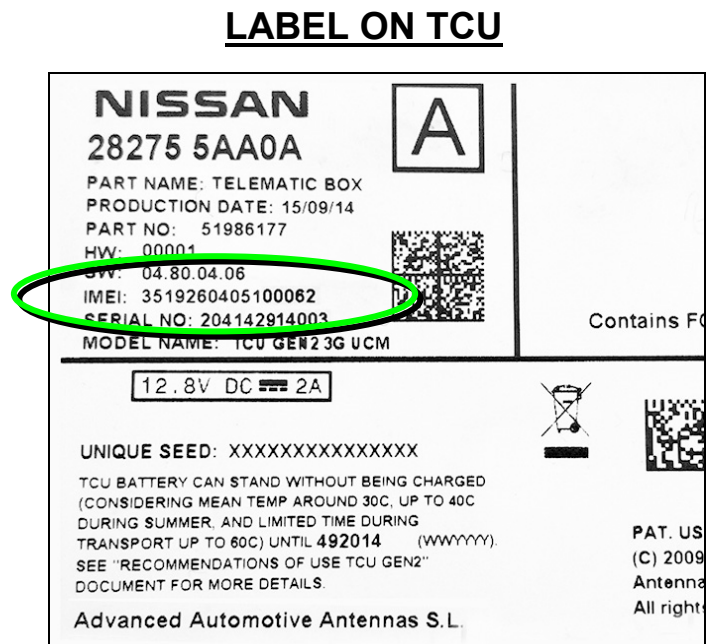 LABEL ON TCU
NISSAN
28275 5AA0A
A
PART NAME: TELEMATIC BOX
PRODUCTION DATE: 15/09/14
PART NO: 51986177
HW: 00001
SW: 04.80.04.06
IMEI: 3519260405100062
SERIAL NO: 204142914003
MODEL NAME: TCU GEN2 3G UCM
Contains FC
12.8V DC 2A
UNIQUE SEED: XXXXXXXXXXXXXXX
TCU BATTERY CAN STAND WITHOUT BEING CHARGED
(CONSIDERING MEAN TEMP AROUND 30C, UP TO 40C
DURING SUMMER, AND LIMITED TIME DURING
TRANSPORT UP TO 60C) UNTIL 492014 (WWYYYY).
SEE "RECOMMENDATIONS OF USE TCU GEN2"
DOCUMENT FOR MORE DETAILS.
Advanced Automotive Antennas S.L.
PAT. US
(C) 2009
Antenna
All rights